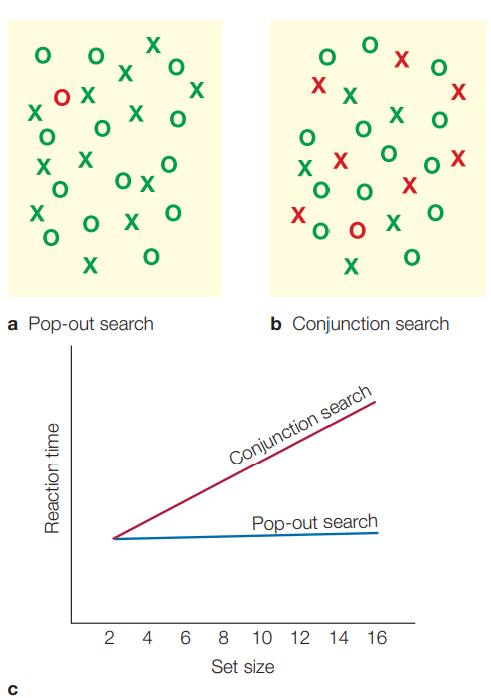 a Pop-out search
b Conjunction search
Reaction time
Conjunction search
Pop-out search
2 4 6 8 10 12 14 16
Set size
c